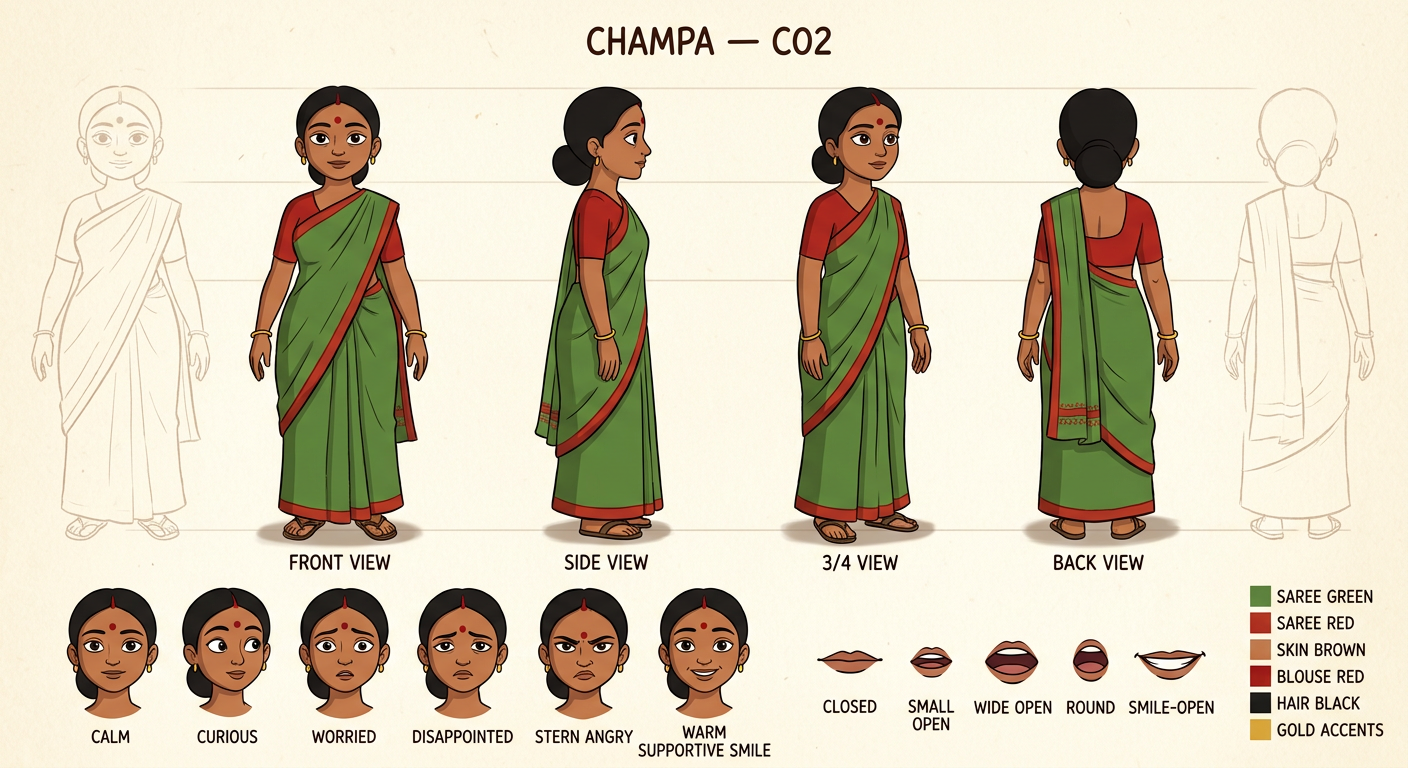 CHAMPA — C02
FRONT VIEW
SIDE VIEW
3/4 VIEW
BACK VIEW
CALM
CURIOUS
WORRIED
DISAPPOINTED
STERN ANGRY
WARM
SUPPORTIVE SMILE
CLOSED
SMALL
OPEN
WIDE OPEN
ROUND
SMILE-OPEN
SAREE GREEN
SAREE RED
SKIN BROWN
BLOUSE RED
HAIR BLACK
GOLD ACCENTS